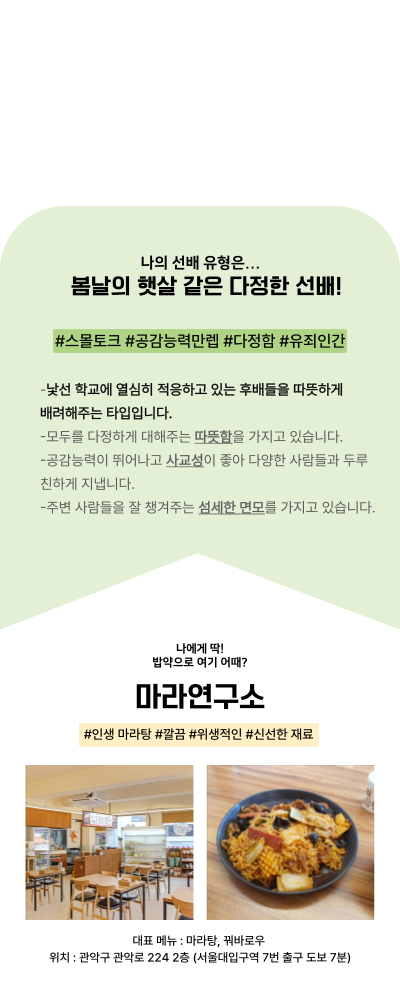 나의 선배 유형은...
봄날의 햇살 같은 다정한 선배!
#스몰토크 #공감능력만렙 #다정함 #유죄인간
-낯선 학교에 열심히 적응하고 있는 후배들을 따뜻하게
배려해주는 타입입니다.
-모두를 다정하게 대해주는 따뜻함을 가지고 있습니다.
-공감능력이 뛰어나고 사교성이 좋아 다양한 사람들과 두루
친하게 지냅니다.
-주변 사람들을 잘 챙겨주는 섬세한 면모를 가지고 있습니다.
나에게 딱!
밥약으로 여기 어때?
마라연구소
#인생 마라탕 #깔끔 #위생적인 #신선한 재료
대표 메뉴 : 마라탕, 꿔바로우
위치 : 관악구 관악로 224 2층 (서울대입구역 7번 출구 도보 7분)